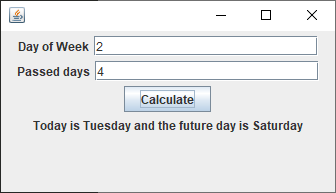 Day of Week 2
Passed days 4
Calculate
Today is Tuesday and the future day is Saturday